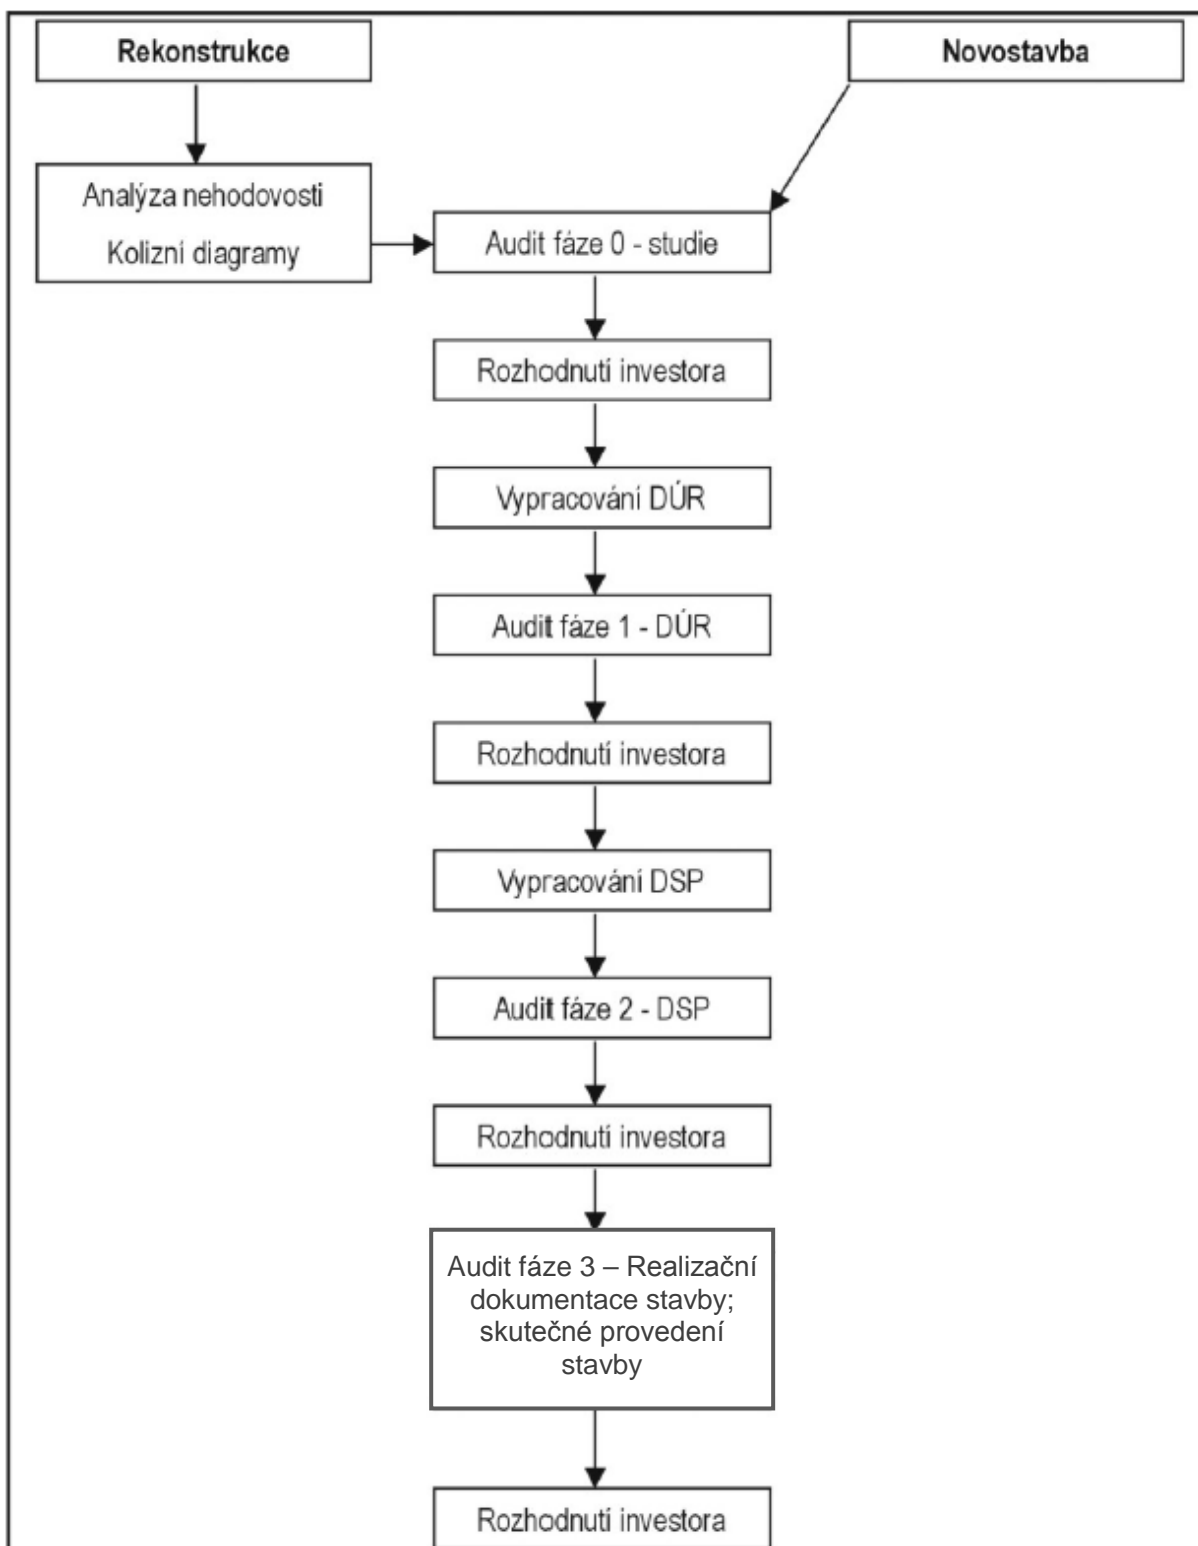 Rekonstrukce
Novostavba
Analýza nehodovosti
Kolizní diagramy
Audit fáze 0 - studie
Rozhodnutí investora
Vypracování DÚR
Audit fáze 1 - DÚR
Rozhodnutí investora
Vypracování DSP
Audit fáze 2 - DSP
Rozhodnutí investora
Audit fáze 3 – Realizační
dokumentace stavby;
skutečné provedení
stavby
Rozhodnutí investora